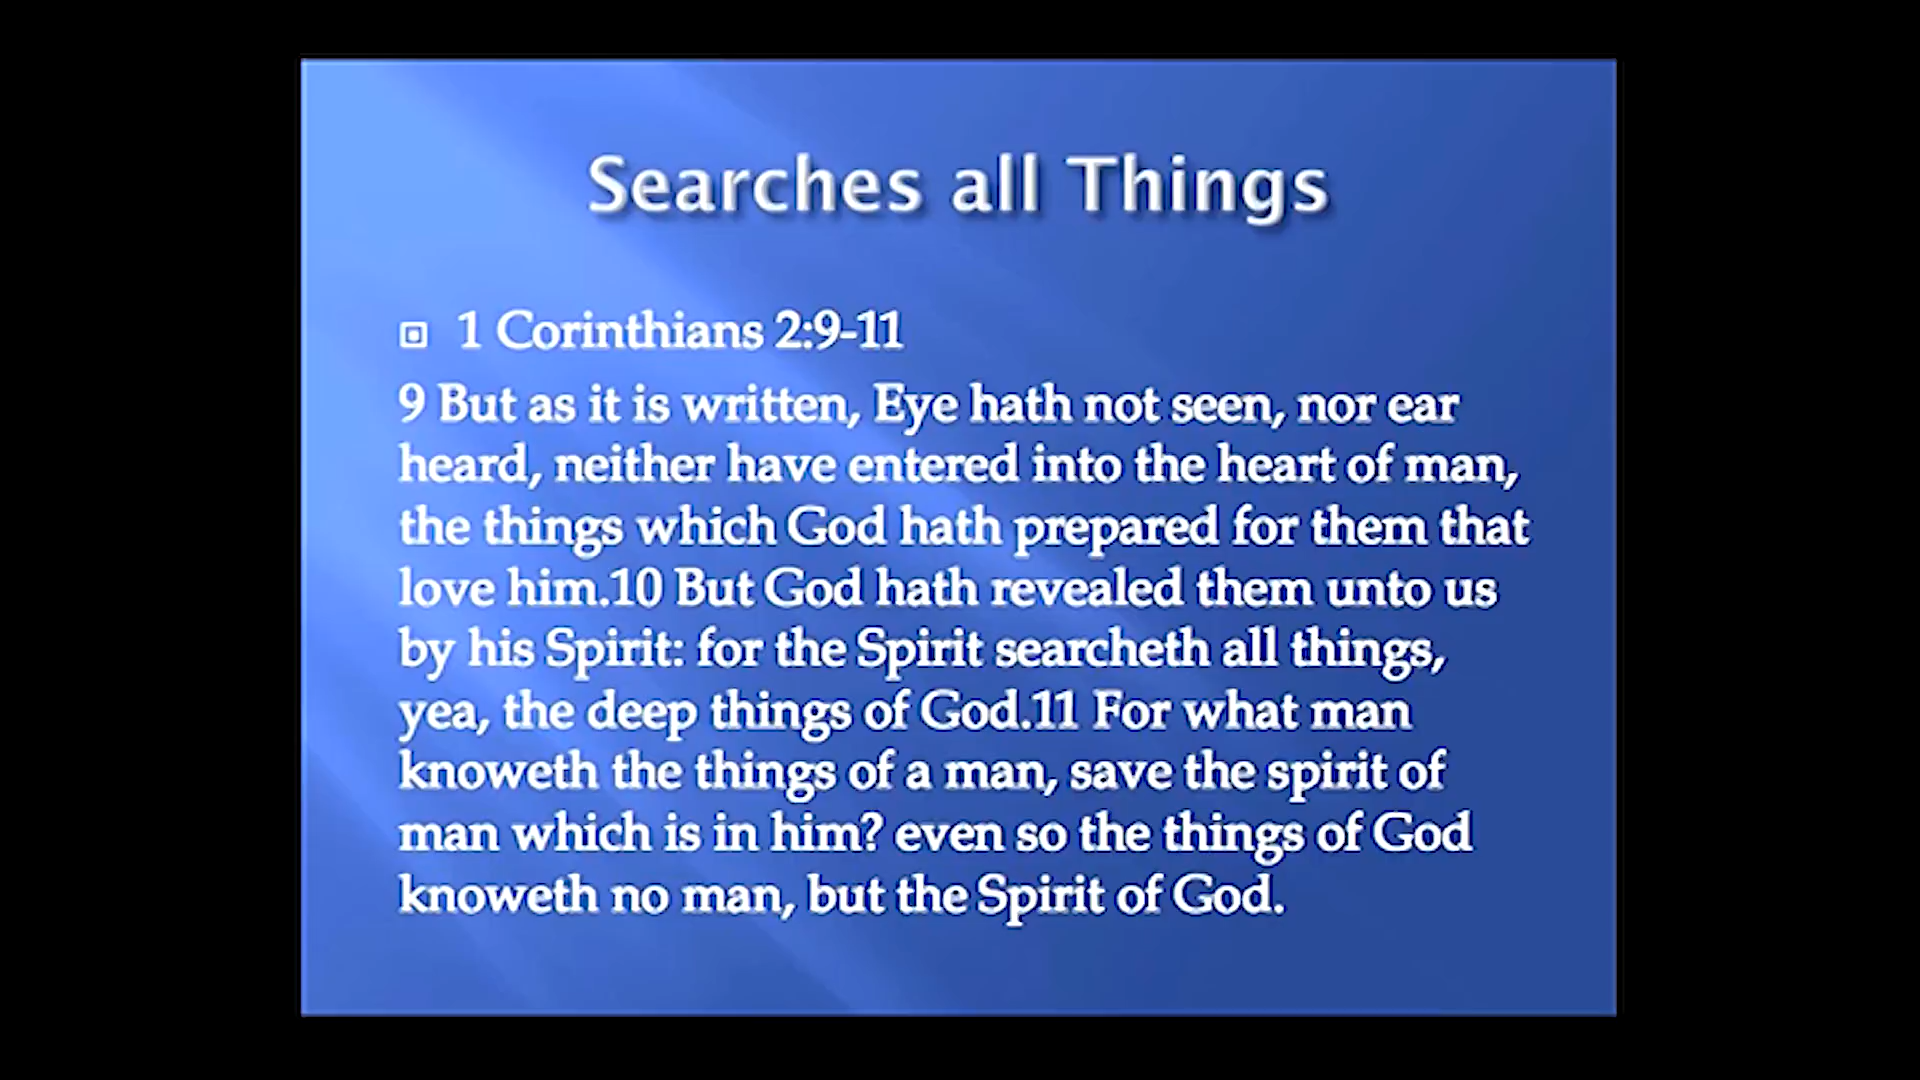 Searches all Things
1 Corinthians 2:9-11
9 But as it is written, Eye hath not seen, nor ear
heard, neither have entered into the heart of man,
the things which God hath prepared for them that
love him.10 But God hath revealed them unto us
by his Spirit: for the Spirit searcheth all things,
yea, the deep things of God.11 For what man
knoweth the things of a man, save the spirit of
man which is in him? even so the things of God
knoweth no man, but the Spirit of God.